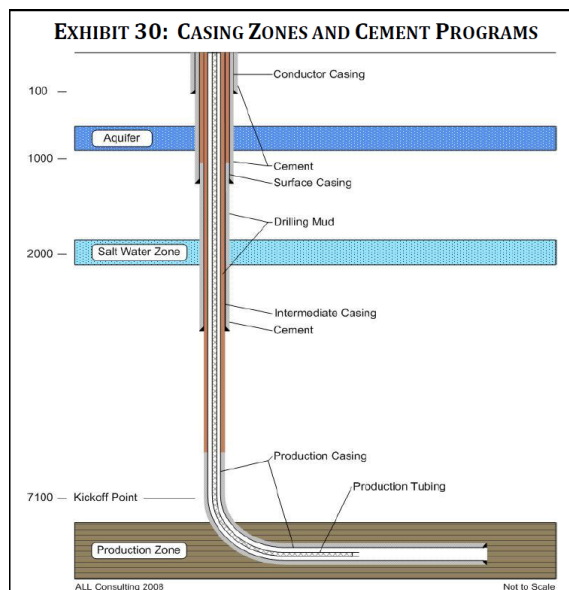 EXHIBIT 30: CASING ZONES AND CEMENT PROGRAMS
Conductor Casing
100
Aquifer
1000
Cement
Surface Casing
Drilling Mud
2000
Salt Water Zone
Intermediate Casing
Cement
Production Casing
Production Tubing
7100
Kickoff Point
Production Zone
ALL Consulting 2008
Not to Scale